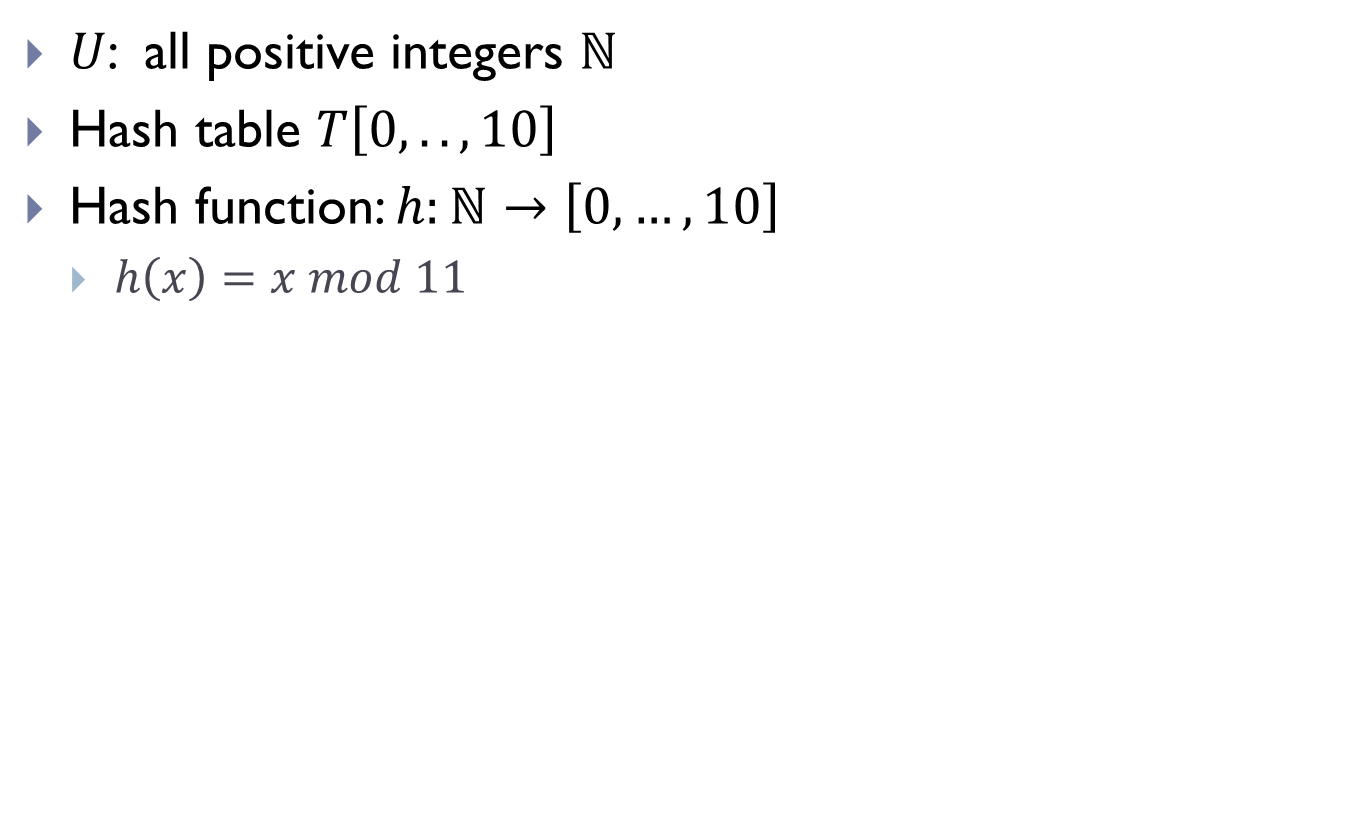 U: all positive integers ℕ
Hash table T[0, . . , 10]
Hash function: h: ℕ → [0, … , 10]
h(x) = x mod 11